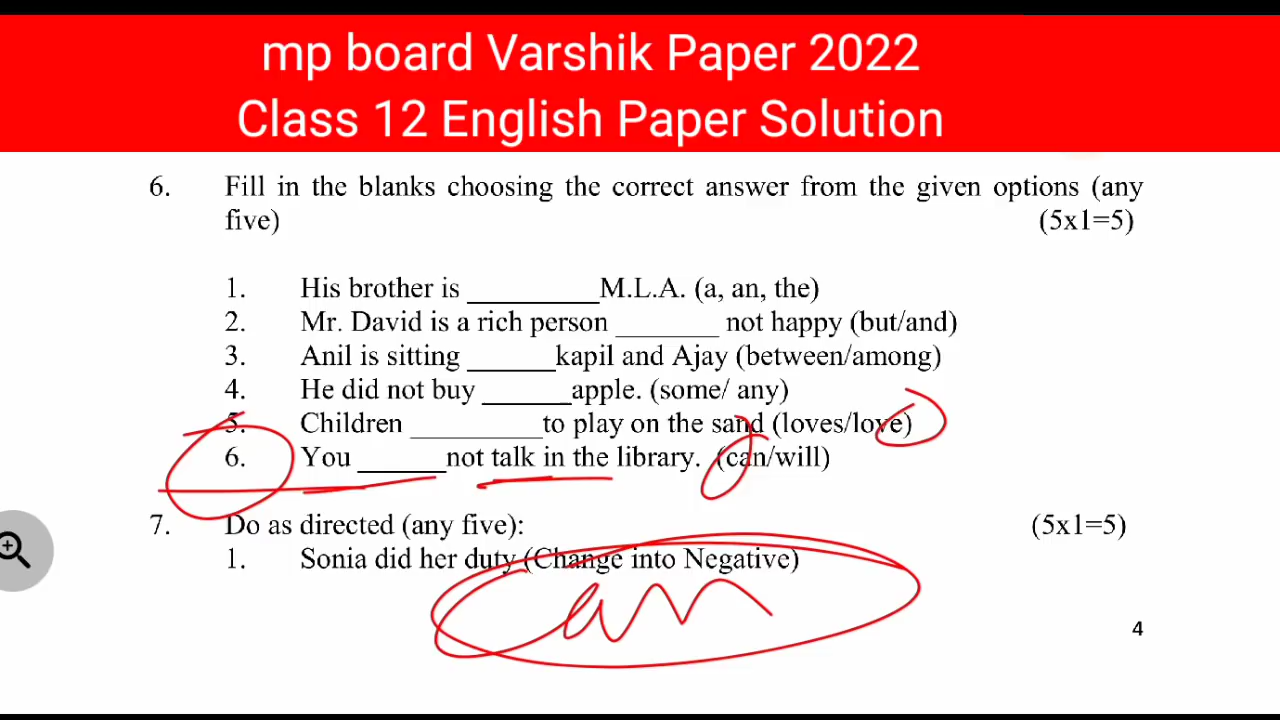 mp board Varshik Paper 2022
Class 12 English Paper Solution
6. Fill in the blanks choosing the correct answer from the given options (any
five) (5x1=5)
1. His brother is _________M.L.A. (a, an, the)
2. Mr. David is a rich person _______ not happy (but/and)
3. Anil is sitting ______kapil and Ajay (between/among)
4. He did not buy ______apple. (some/ any)
5. Children _________to play on the sand (loves/love)
6. You ______not talk in the library. (can/will)
7. Do as directed (any five): (5x1=5)
1. Sonia did her duty (Change into Negative)
can
4